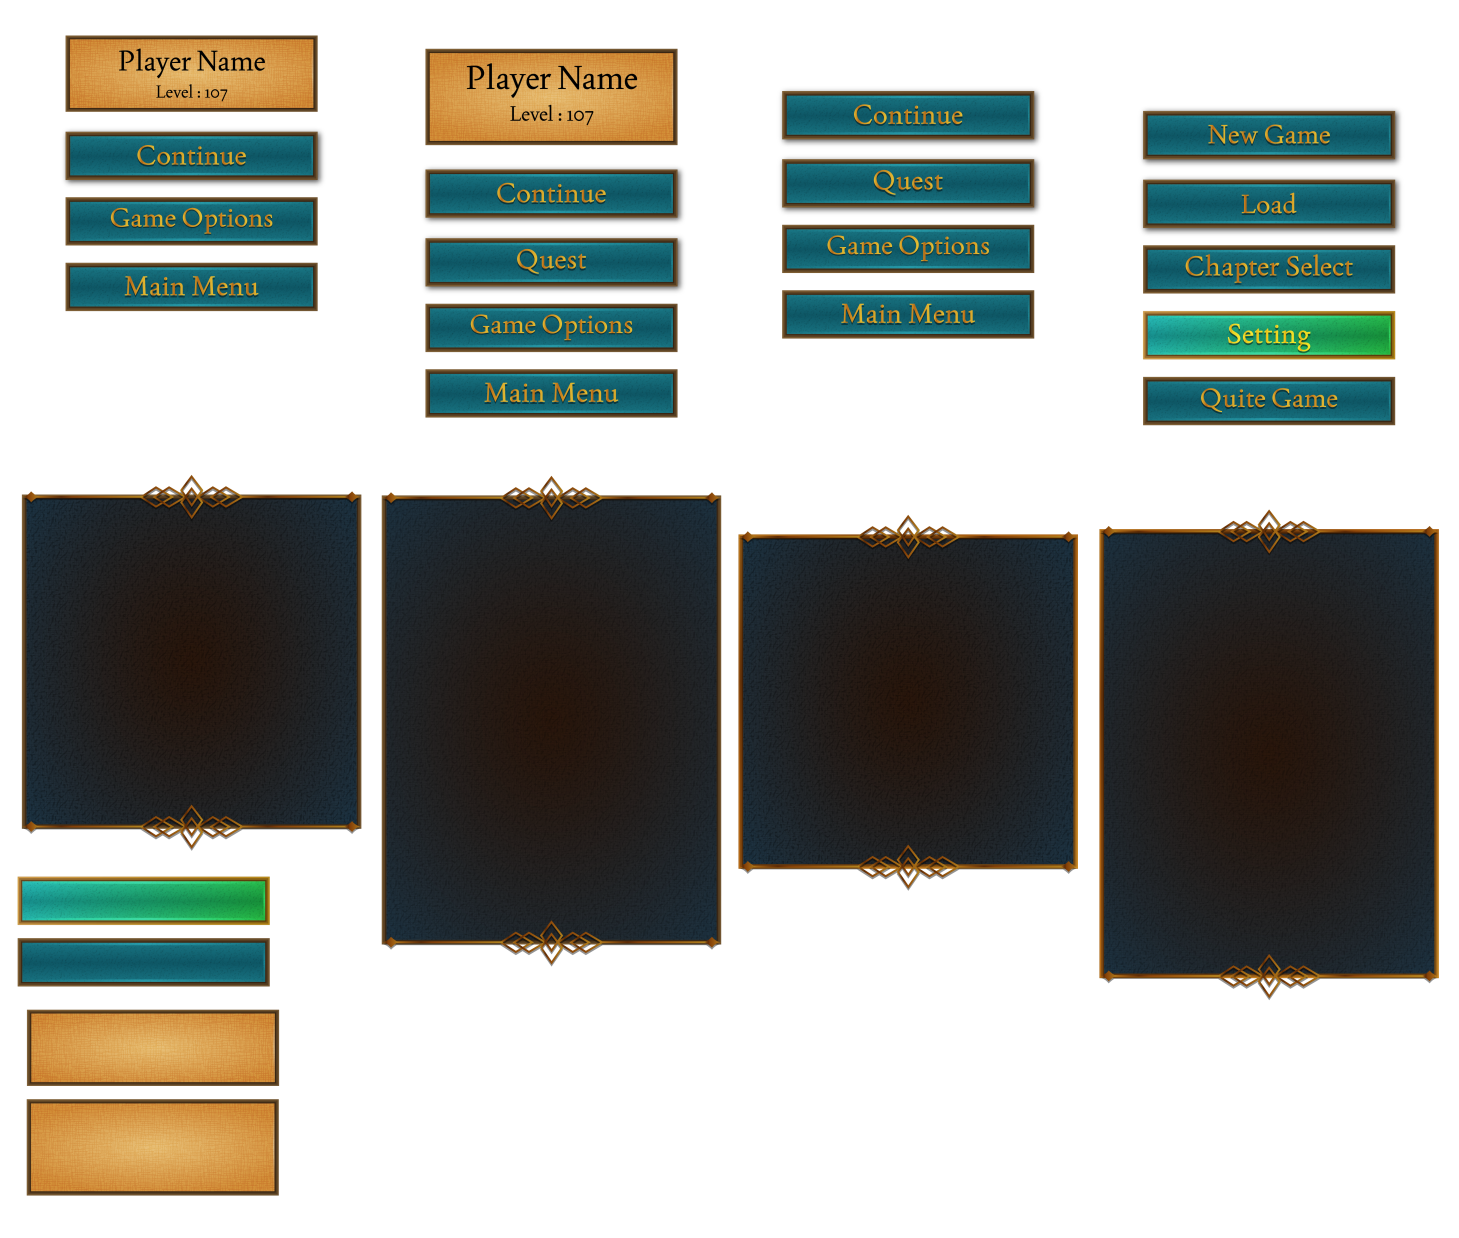 Player Name
Level : 107
Continue
Game Options
Main Menu
Player Name
Level : 107
Continue
Quest
Game Options
Main Menu
Continue
Quest
Game Options
Main Menu
New Game
Load
Chapter Select
Setting
Quite Game